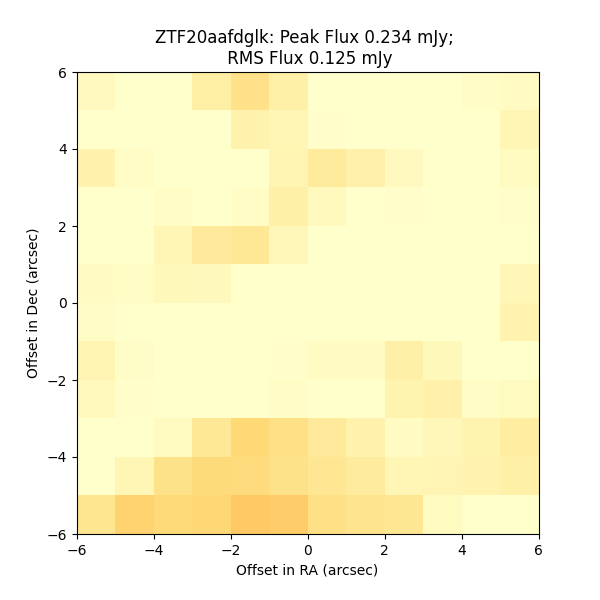 ZTF20aafdglk: Peak Flux 0.234 mJy;
RMS Flux 0.125 mJy
6
4
2
0
−2
−4
−6
Offset in Dec (arcsec)
−6 −4 −2 0 2 4 6
Offset in RA (arcsec)